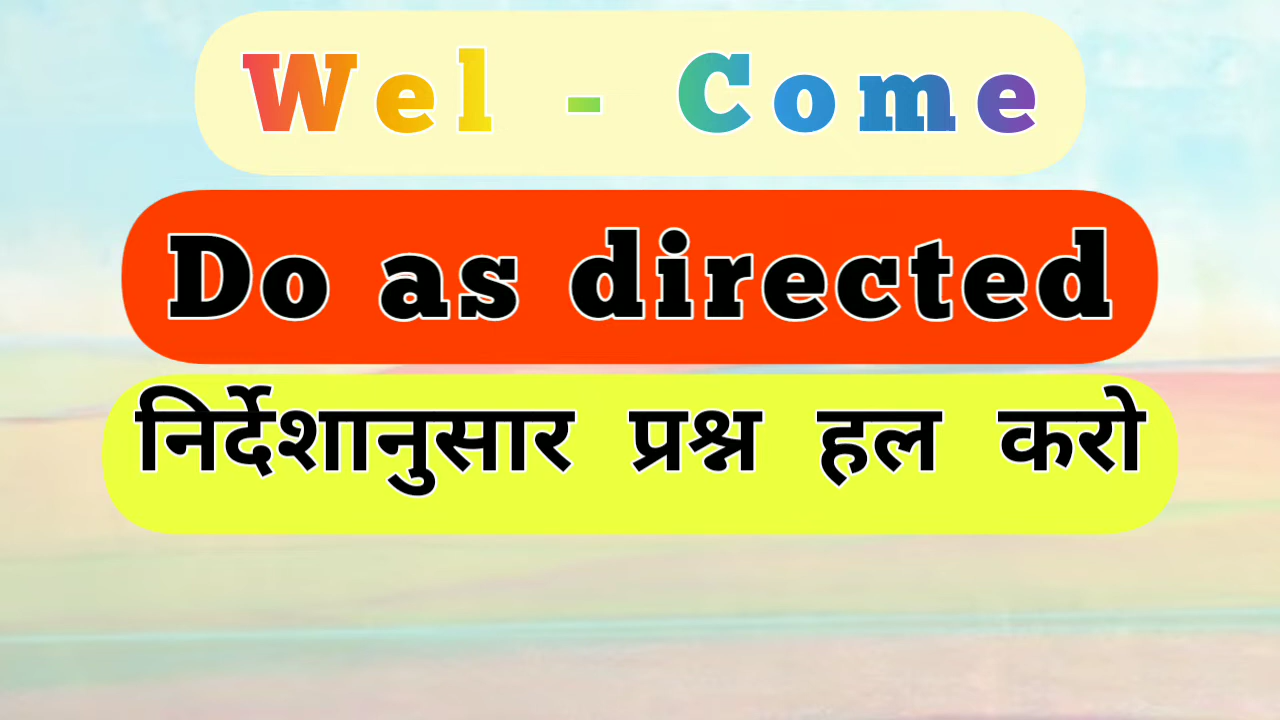 Wel - Come
Do as directed
निर्देशानुसार प्रश्न हल करो